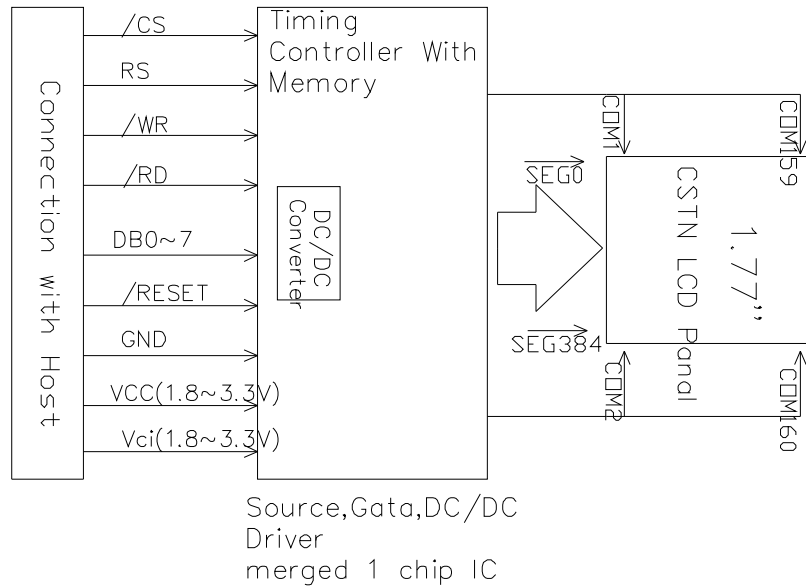 Connection with Host
/CS
RS
/WR
/RD
DB0~7
/RESET
GND
VCC(1.8~3.3V)
Vci(1.8~3.3V)
Timing
Controller With
Memory
DC/DC
Converter
Source,Gata,DC/DC
Driver
merged 1 chip IC
SEG0
SEG384
COM1
COM159
COM2
COM160
1.77"
CSTN LCD Panal